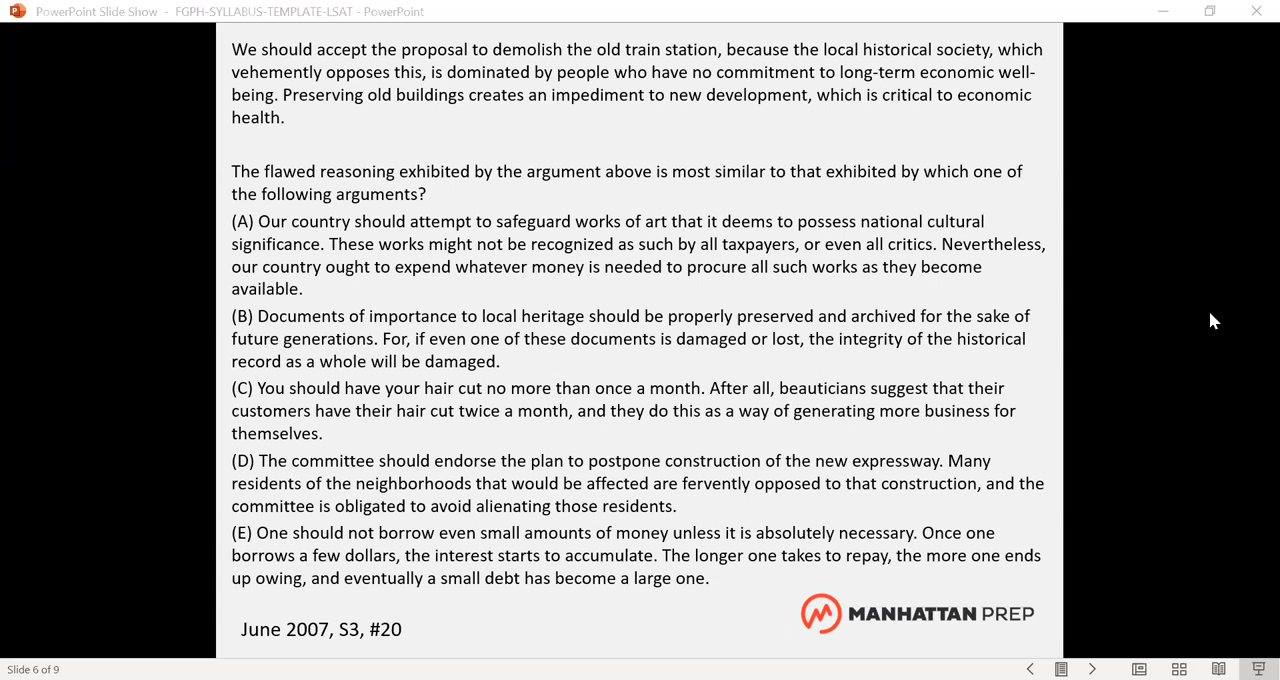 PowerPoint Slide Show - FGPH-SYLLABUS-TEMPLATE-LSAT - PowerPoint
We should accept the proposal to demolish the old train station, because the local historical society, which
vehemently opposes this, is dominated by people who have no commitment to long-term economic well-
being. Preserving old buildings creates an impediment to new development, which is critical to economic
health.
The flawed reasoning exhibited by the argument above is most similar to that exhibited by which one of
the following arguments?
(A) Our country should attempt to safeguard works of art that it deems to possess national cultural
significance. These works might not be recognized as such by all taxpayers, or even all critics. Nevertheless,
our country ought to expend whatever money is needed to procure all such works as they become
available.
(B) Documents of importance to local heritage should be properly preserved and archived for the sake of
future generations. For, if even one of these documents is damaged or lost, the integrity of the historical
record as a whole will be damaged.
(C) You should have your hair cut no more than once a month. After all, beauticians suggest that their
customers have their hair cut twice a month, and they do this as a way of generating more business for
themselves.
(D) The committee should endorse the plan to postpone construction of the new expressway. Many
residents of the neighborhoods that would be affected are fervently opposed to that construction, and the
committee is obligated to avoid alienating those residents.
(E) One should not borrow even small amounts of money unless it is absolutely necessary. Once one
borrows a few dollars, the interest starts to accumulate. The longer one takes to repay, the more one ends
up owing, and eventually a small debt has become a large one.
MANHATTAN PREP
June 2007, S3, #20
Slide 6 of 9